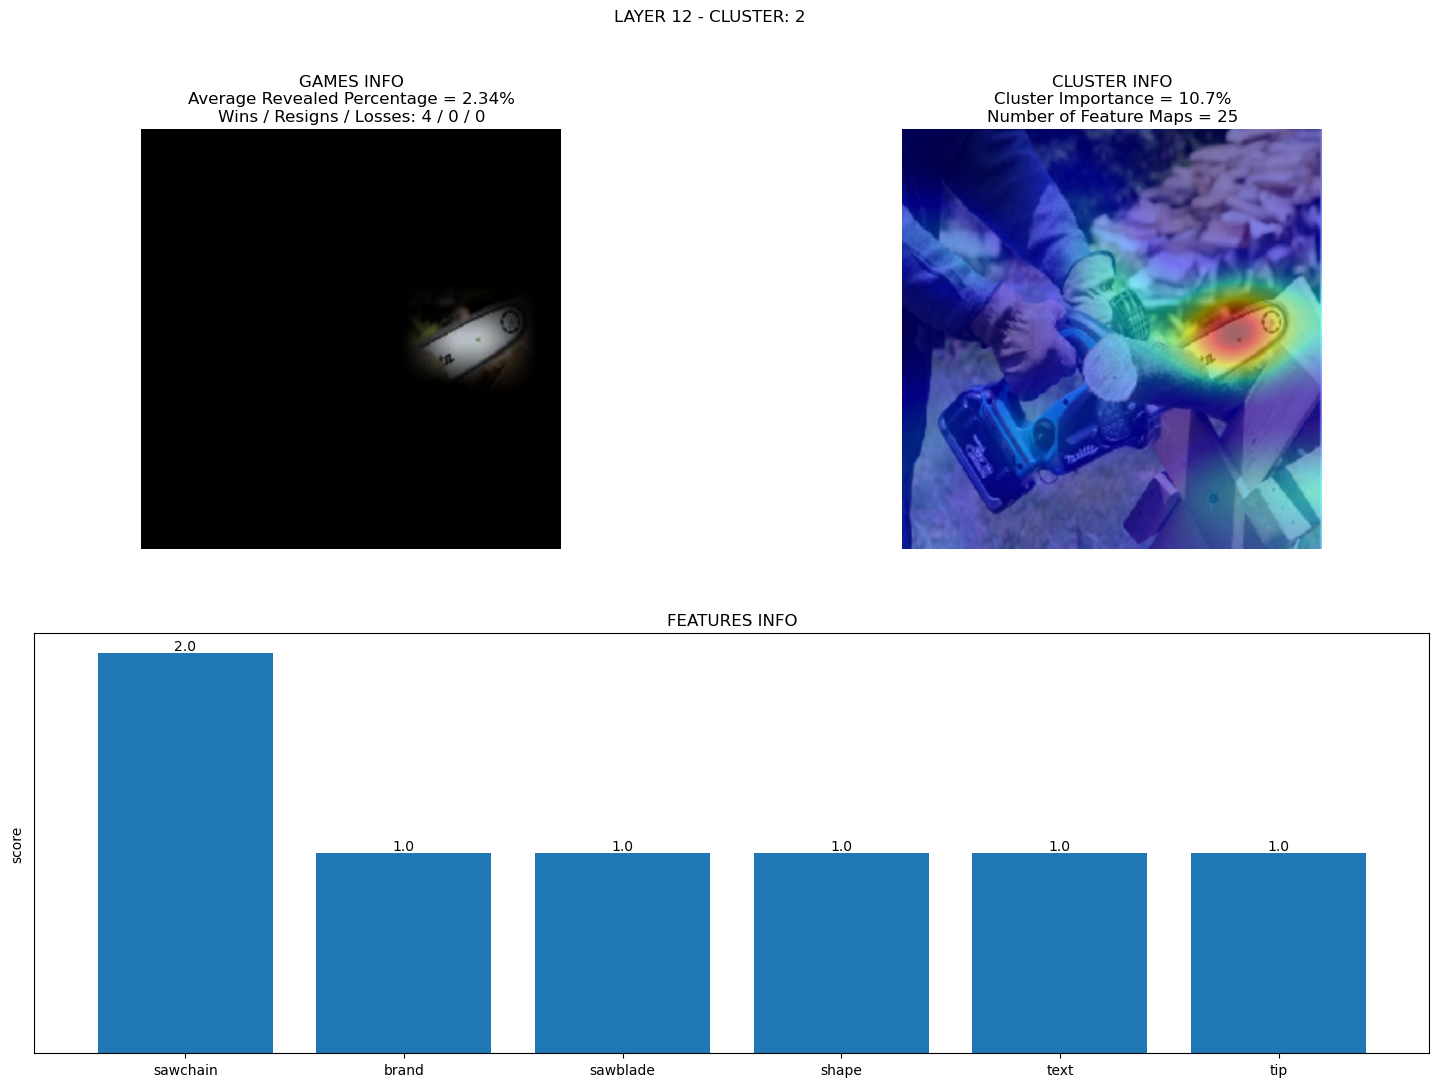 LAYER 12 - CLUSTER: 2
GAMES INFO
Average Revealed Percentage = 2.34%
Wins / Resigns / Losses: 4 / 0 / 0
CLUSTER INFO
Cluster Importance = 10.7%
Number of Feature Maps = 25
makita
FEATURES INFO
score
2.0
1.0
1.0
1.0
1.0
1.0
sawchain
brand
sawblade
shape
text
tip